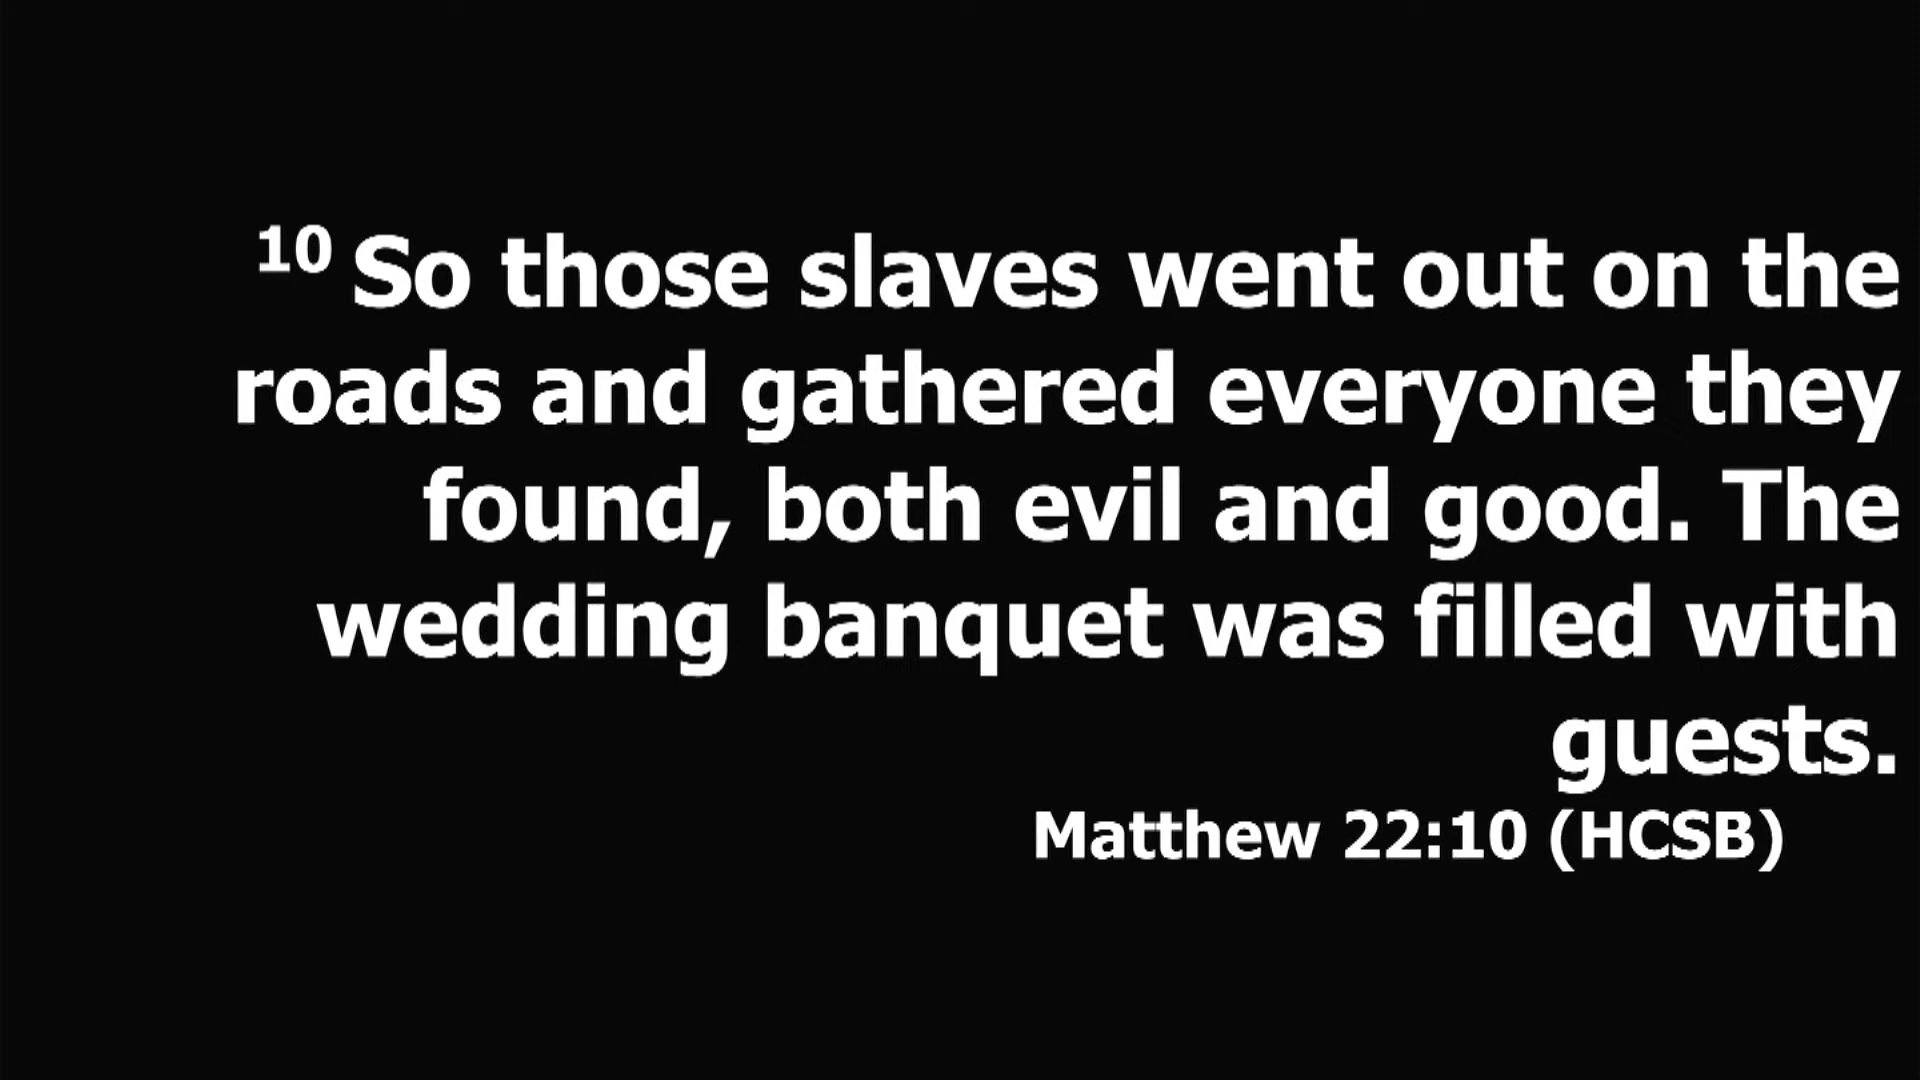 10 So those slaves went out on the
roads and gathered everyone they
found, both evil and good. The
wedding banquet was filled with
guests.
Matthew 22:10 (HCSB)